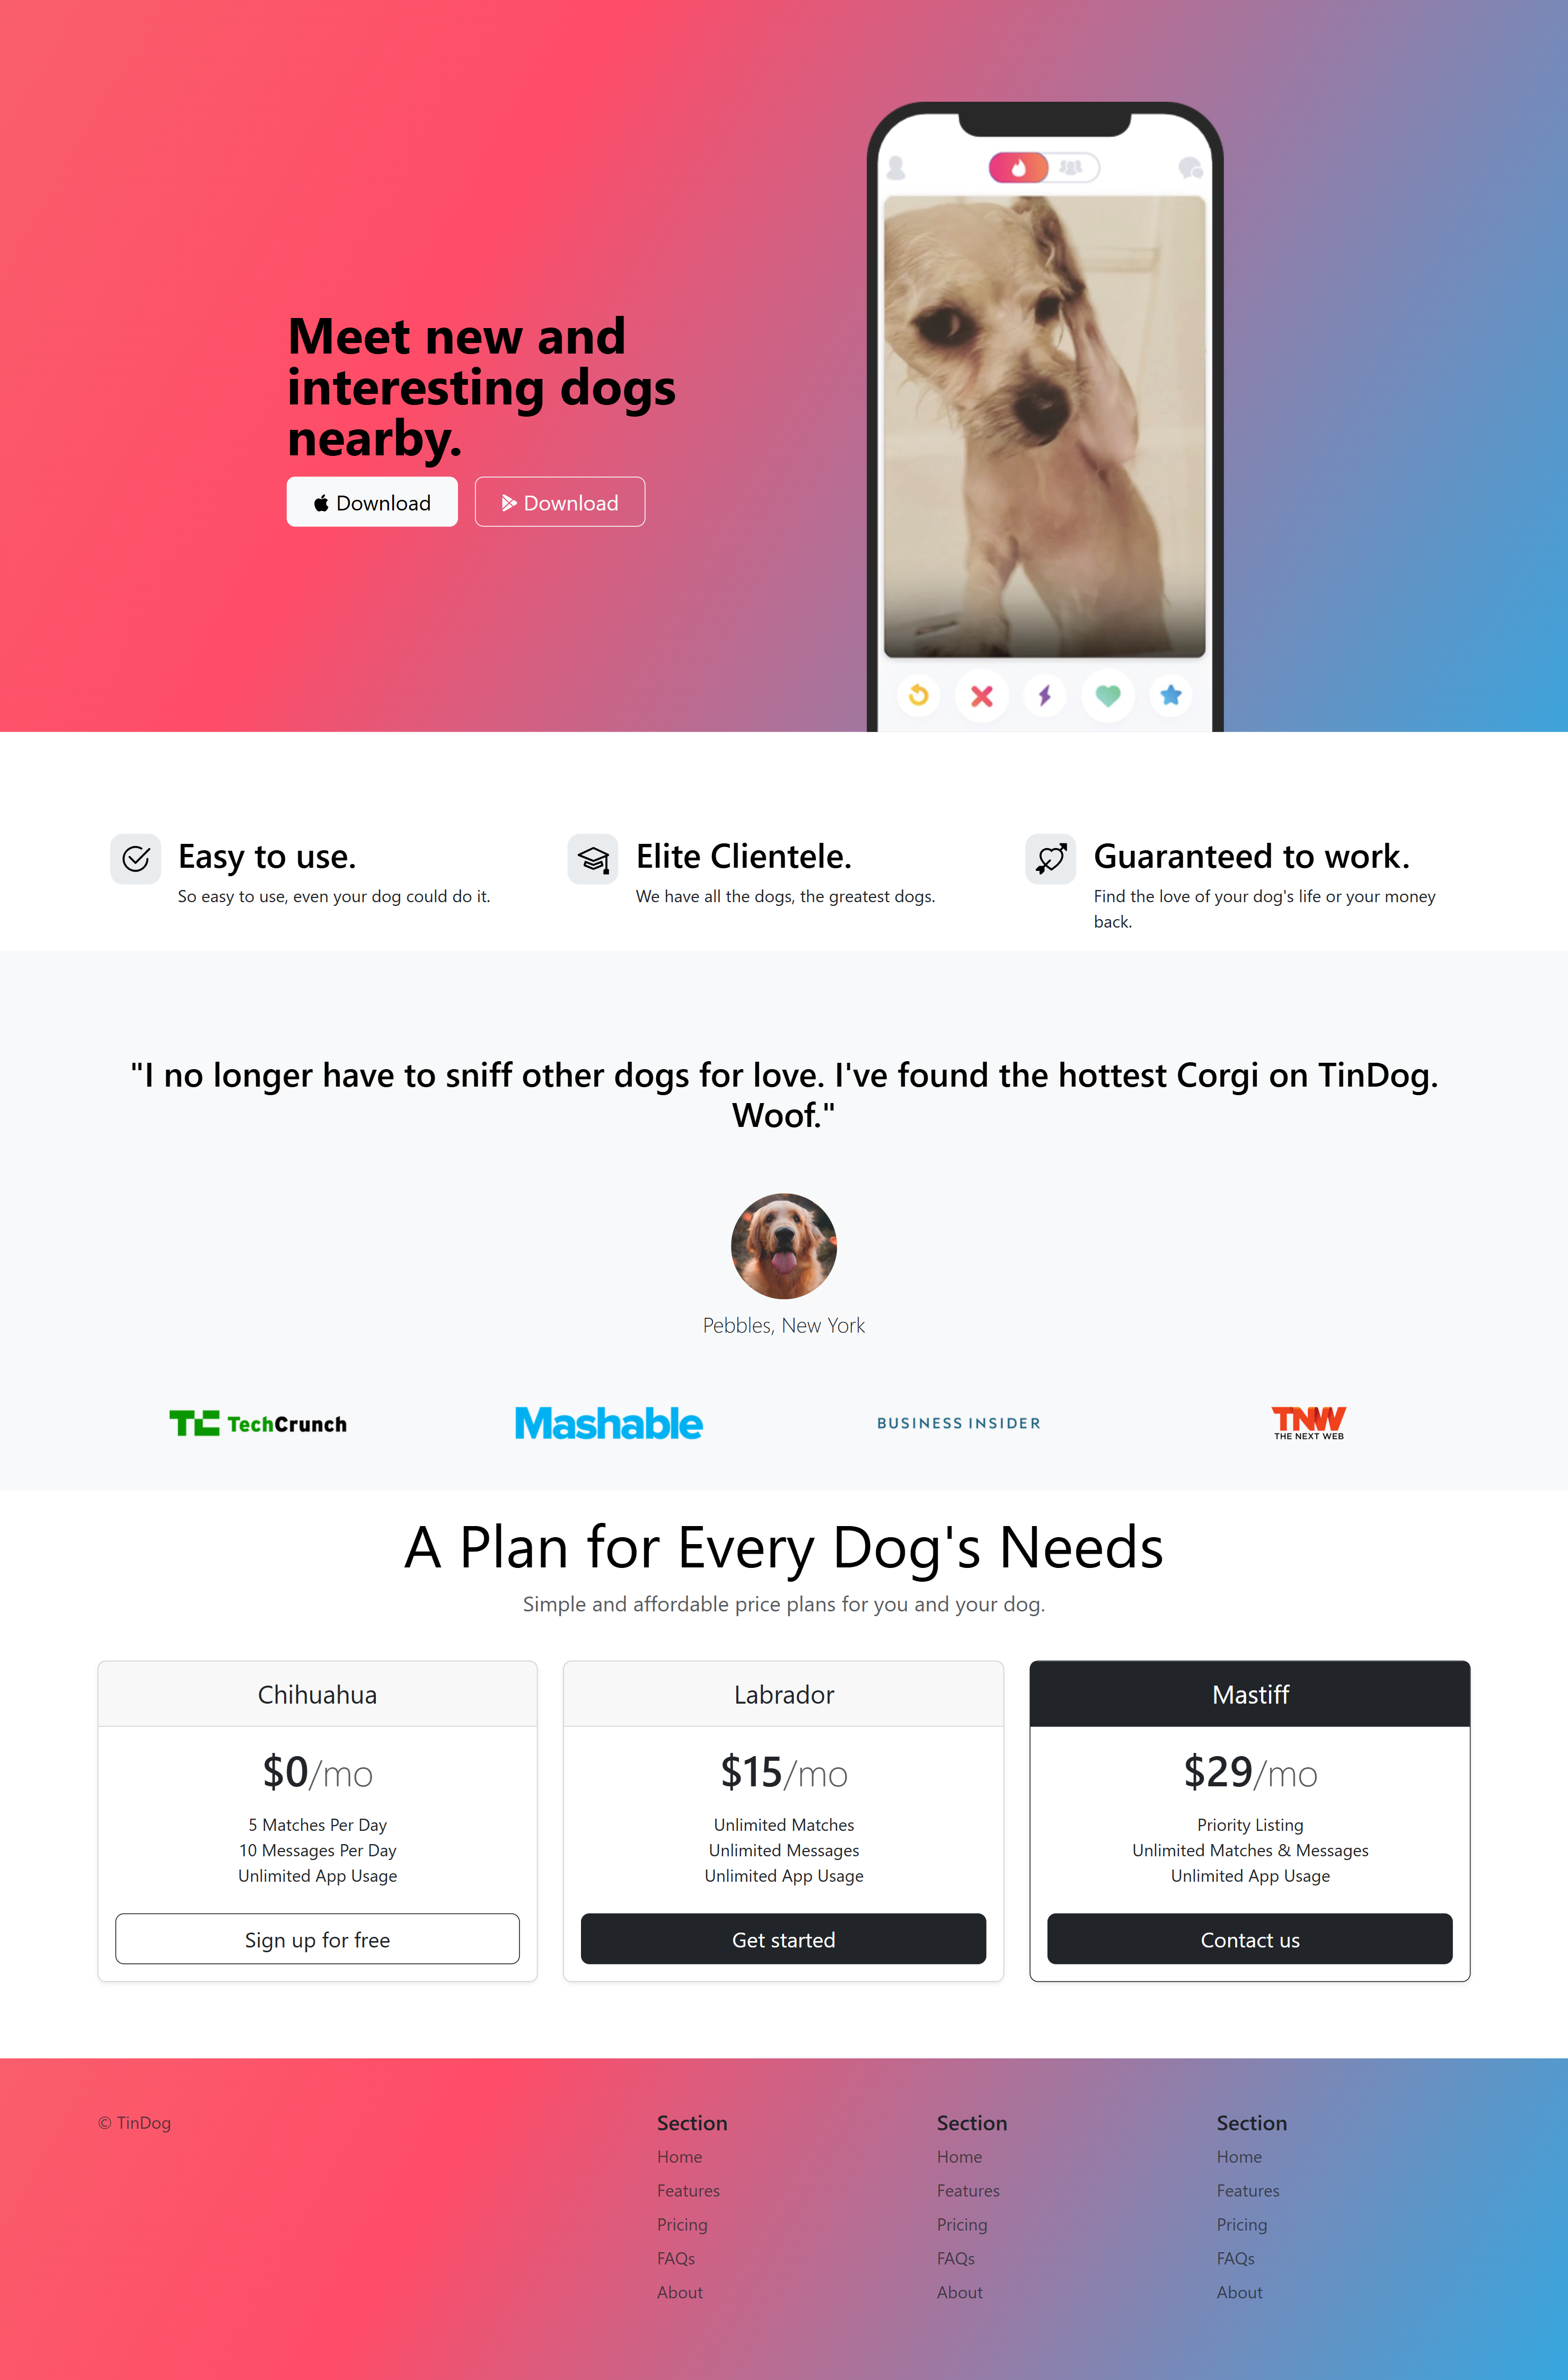 Meet new and
interesting dogs
nearby.
Download
Download
Easy to use.
So easy to use, even your dog could do it.
Elite Clientele.
We have all the dogs, the greatest dogs.
Guaranteed to work.
Find the love of your dog's life or your money
back.
"I no longer have to sniff other dogs for love. I've found the hottest Corgi on TinDog.
Woof."
Pebbles, New York
TC TechCrunch
Mashable
BUSINESS INSIDER
TNW
THE NEXT WEB
A Plan for Every Dog's Needs
Simple and affordable price plans for you and your dog.
Chihuahua
$0/mo
5 Matches Per Day
10 Messages Per Day
Unlimited App Usage
Sign up for free
Labrador
$15/mo
Unlimited Matches
Unlimited Messages
Unlimited App Usage
Get started
Mastiff
$29/mo
Priority Listing
Unlimited Matches & Messages
Unlimited App Usage
Contact us
© TinDog
Section
Home
Features
Pricing
FAQs
About
Section
Home
Features
Pricing
FAQs
About
Section
Home
Features
Pricing
FAQs
About